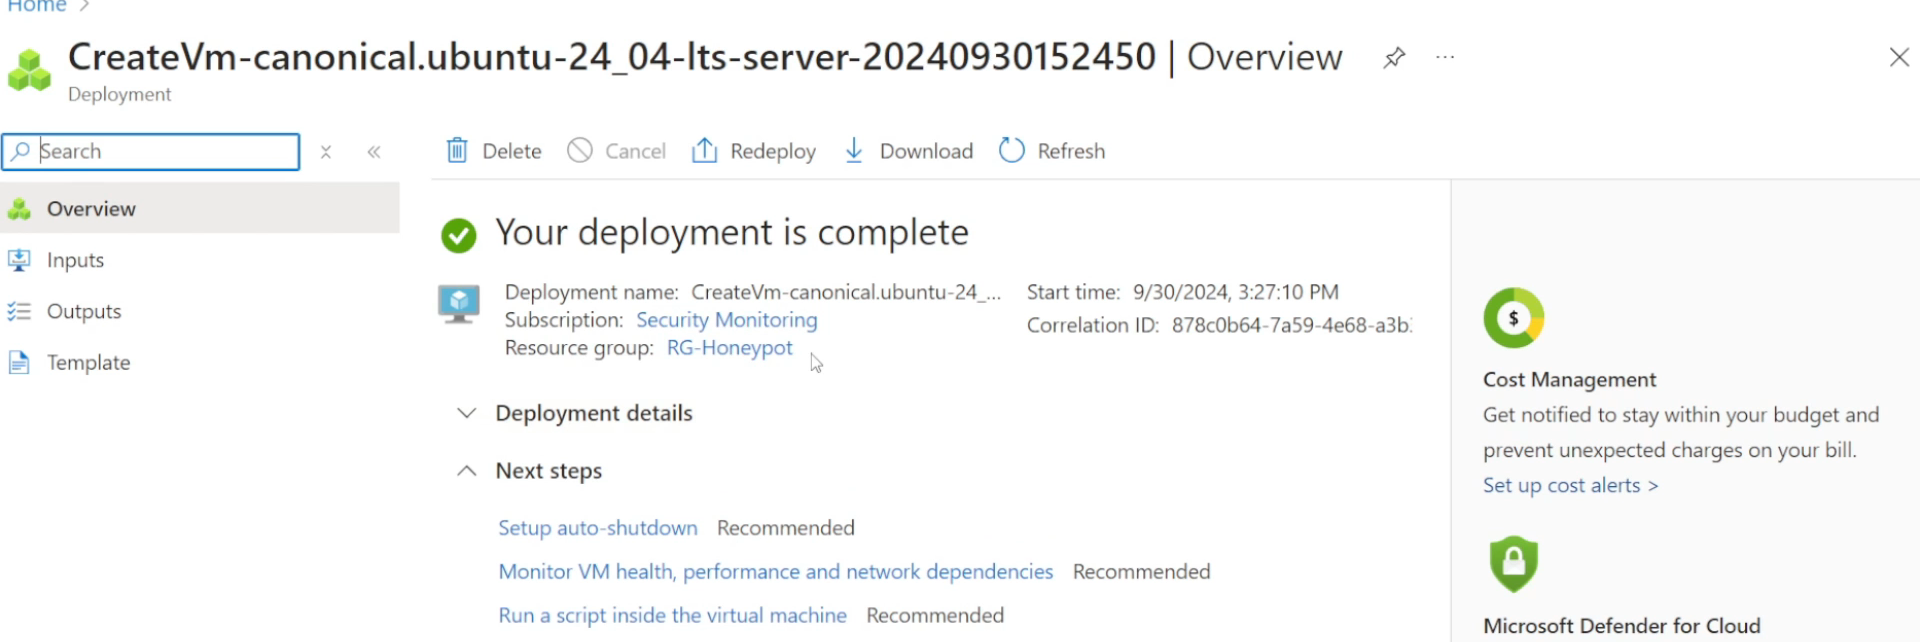 Home >
CreateVm-canonical.ubuntu-24_04-lts-server-20240930152450 | Overview ...
Deployment
Search
Delete Cancel Redeploy Download Refresh
Overview
Inputs
Outputs
Template
Your deployment is complete
Deployment name: CreateVm-canonical.ubuntu-24_... Start time: 9/30/2024, 3:27:10 PM
Subscription: Security Monitoring Correlation ID: 878c0b64-7a59-4e68-a3b
Resource group: RG-Honeypot
Deployment details
Next steps
Setup auto-shutdown Recommended
Monitor VM health, performance and network dependencies Recommended
Run a script inside the virtual machine Recommended
$
Cost Management
Get notified to stay within your budget and
prevent unexpected charges on your bill.
Set up cost alerts >
Microsoft Defender for Cloud